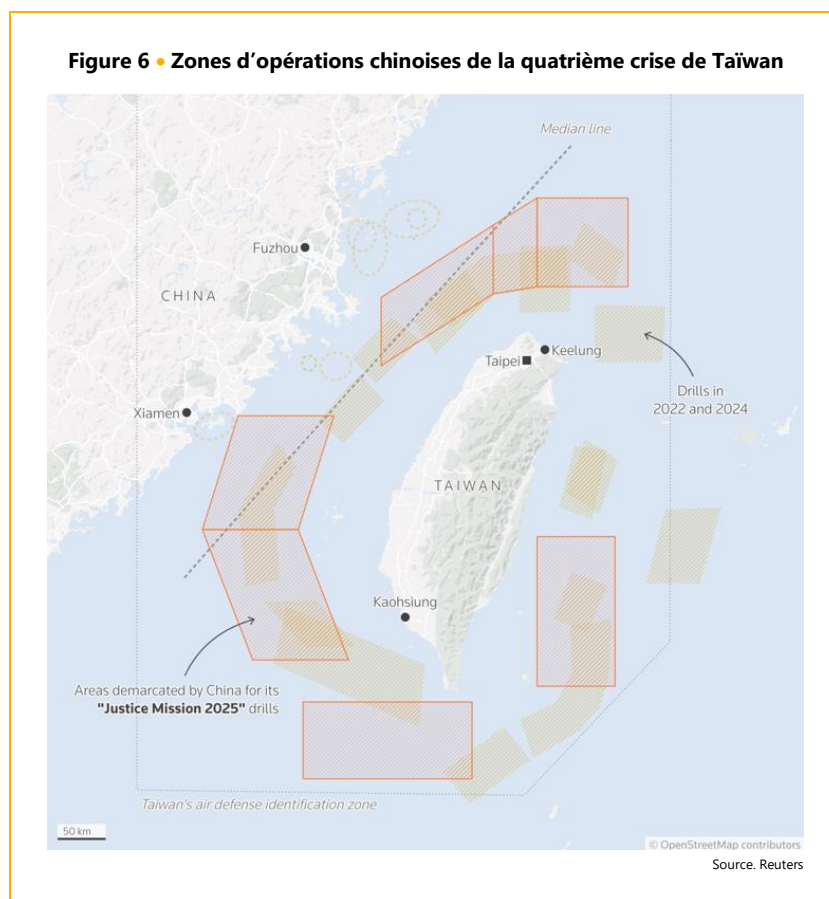 Figure 6 • Zones d’opérations chinoises de la quatrième crise de Taïwan
Median line
Fuzhou
CHINA
Keelung
Taipei
Drills in
2022 and 2024
Xiamen
TAIWAN
Kaohsiung
Areas demarcated by China for its
"Justice Mission 2025" drills
Taiwan's air defense identification zone
50 km
© OpenStreetMap contributors
Source. Reuters